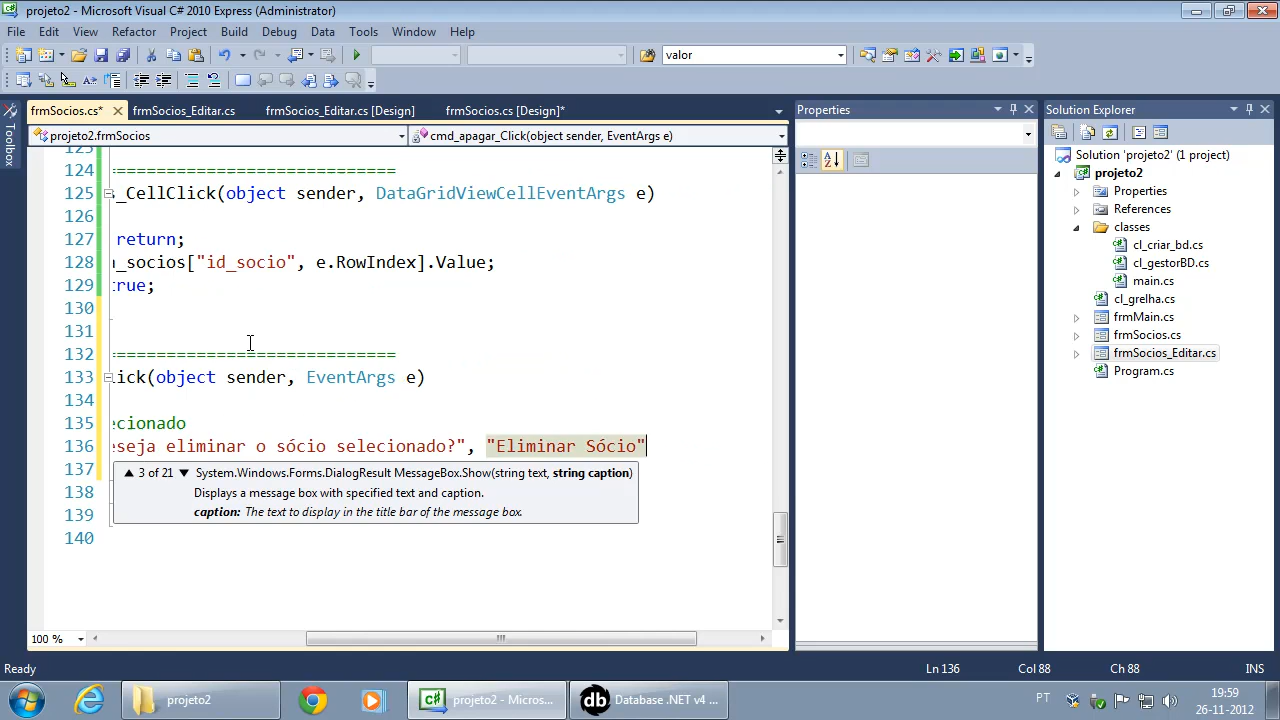 projeto2 - Microsoft Visual C# 2010 Express (Administrator)
File Edit View Refactor Project Build Debug Data Tools Window Help
valor
frmSocios.cs* frmSocios_Editar.cs frmSocios_Editar.cs [Design] frmSocios.cs [Design]*
projeto2.frmSocios cmd_apagar_Click(object sender, EventArgs e)
Toolbox
123
124 ============================
125 ._CellClick(object sender, DataGridViewCellEventArgs e)
126
127 return;
128 _socios["id_socio", e.RowIndex].Value;
129 rue;
130
131
132 ============================
133 ick(object sender, EventArgs e)
134
135 ecionado
136 seja eliminar o sócio selecionado?", "Eliminar Sócio"
137
138
139
140
3 of 21 System.Windows.Forms.DialogResult MessageBox.Show(string text, string caption)
Displays a message box with specified text and caption.
caption: The text to display in the title bar of the message box.
100 %
Properties
Solution Explorer
Solution 'projeto2' (1 project)
projeto2
Properties
References
classes
cl_criar_bd.cs
cl_gestorBD.cs
main.cs
cl_grelha.cs
frmMain.cs
frmSocios.cs
frmSocios_Editar.cs
Program.cs
Ready Ln 136 Col 88 Ch 88 INS
projeto2 projeto2 - Micros... Database .NET v4 ... PT 19:59
26-11-2012